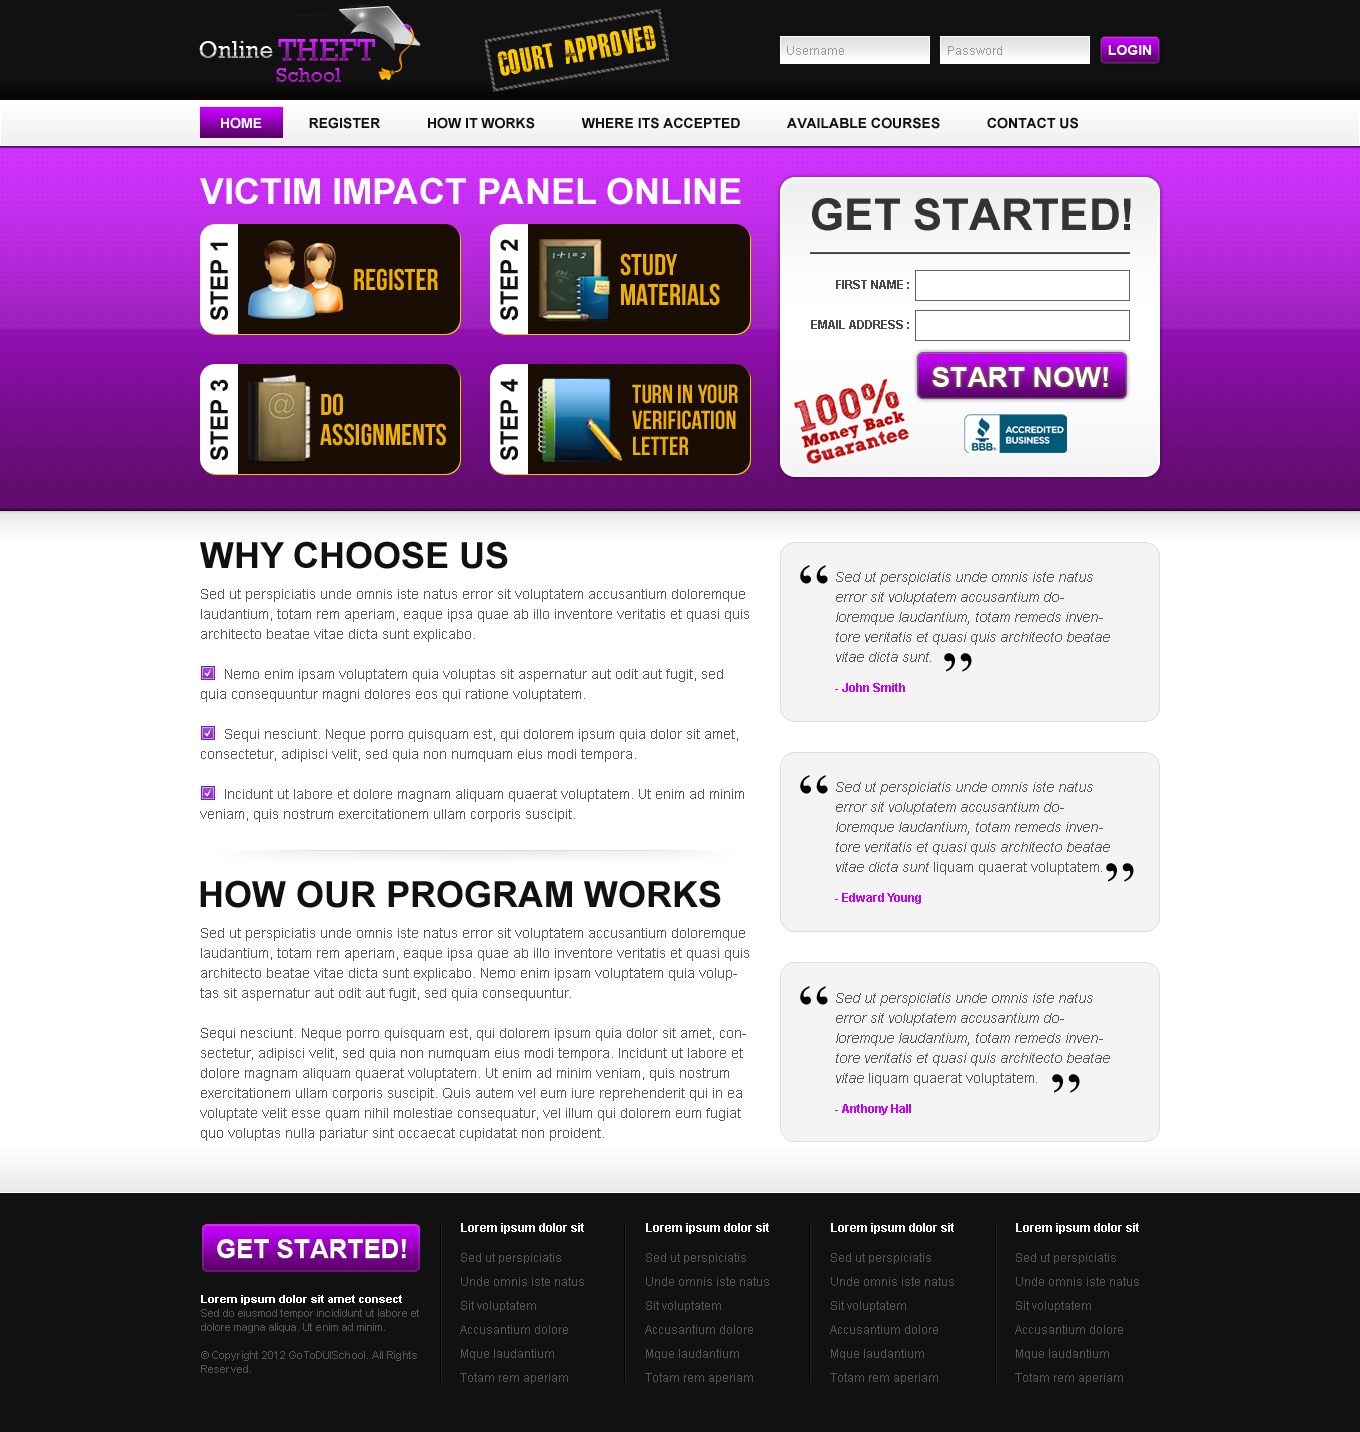 Online THEFT
School
COURT APPROVED
Username
Password
LOGIN
HOME
REGISTER
HOW IT WORKS
WHERE ITS ACCEPTED
AVAILABLE COURSES
CONTACT US
VICTIM IMPACT PANEL ONLINE
STEP 1
REGISTER
STEP 2
1+1=2
STUDY
MATERIALS
STEP 3
@
DO
ASSIGNMENTS
STEP 4
TURN IN YOUR
VERIFICATION
LETTER
GET STARTED!
FIRST NAME :
EMAIL ADDRESS :
START NOW!
100%
Money Back
Guarantee
BBB
ACCREDITED
BUSINESS
WHY CHOOSE US
Sed ut perspiciatis unde omnis iste natus error sit voluptatem accusantium doloremque
laudantium, totam rem aperiam, eaque ipsa quae ab illo inventore veritatis et quasi quis
architecto beatae vitae dicta sunt explicabo.
Nemo enim ipsam voluptatem quia voluptas sit aspernatur aut odit aut fugit, sed
quia consequuntur magni dolores eos qui ratione voluptatem.
Sequi nesciunt. Neque porro quisquam est, qui dolorem ipsum quia dolor sit amet,
consectetur, adipisci velit, sed quia non numquam eius modi tempora.
Incidunt ut labore et dolore magnam aliquam quaerat voluptatem. Ut enim ad minim
veniam, quis nostrum exercitationem ullam corporis suscipit.
HOW OUR PROGRAM WORKS
Sed ut perspiciatis unde omnis iste natus error sit voluptatem accusantium doloremque
laudantium, totam rem aperiam, eaque ipsa quae ab illo inventore veritatis et quasi quis
architecto beatae vitae dicta sunt explicabo. Nemo enim ipsam voluptatem quia volup-
tas sit aspernatur aut odit aut fugit, sed quia consequuntur.
Sequi nesciunt. Neque porro quisquam est, qui dolorem ipsum quia dolor sit amet, con-
sectetur, adipisci velit, sed quia non numquam eius modi tempora. Incidunt ut labore et
dolore magnam aliquam quaerat voluptatem. Ut enim ad minim veniam, quis nostrum
exercitationem ullam corporis suscipit. Quis autem vel eum iure reprehenderit qui in ea
voluptate velit esse quam nihil molestiae consequatur, vel illum qui dolorem eum fugiat
quo voluptas nulla pariatur sint occaecat cupidatat non proident.
“ Sed ut perspiciatis unde omnis iste natus
error sit voluptatem accusantium do-
loremque laudantium, totam remeds inven-
tore veritatis et quasi quis architecto beatae
vitae dicta sunt. ”
- John Smith
“ Sed ut perspiciatis unde omnis iste natus
error sit voluptatem accusantium do-
loremque laudantium, totam remeds inven-
tore veritatis et quasi quis architecto beatae
vitae dicta sunt liquam quaerat voluptatem. ”
- Edward Young
“ Sed ut perspiciatis unde omnis iste natus
error sit voluptatem accusantium do-
loremque laudantium, totam remeds inven-
tore veritatis et quasi quis architecto beatae
vitae liquam quaerat voluptatem. ”
- Anthony Hall
GET STARTED!
Lorem ipsum dolor sit amet consect
Sed do eiusmod tempor incididunt ut labore et
dolore magna aliqua. Ut enim ad minim.
© Copyright 2012 GoToDUISchool. All Rights
Reserved.
Lorem ipsum dolor sit
Sed ut perspiciatis
Unde omnis iste natus
Sit voluptatem
Accusantium dolore
Mque laudantium
Totam rem aperiam
Lorem ipsum dolor sit
Sed ut perspiciatis
Unde omnis iste natus
Sit voluptatem
Accusantium dolore
Mque laudantium
Totam rem aperiam
Lorem ipsum dolor sit
Sed ut perspiciatis
Unde omnis iste natus
Sit voluptatem
Accusantium dolore
Mque laudantium
Totam rem aperiam
Lorem ipsum dolor sit
Sed ut perspiciatis
Unde omnis iste natus
Sit voluptatem
Accusantium dolore
Mque laudantium
Totam rem aperiam